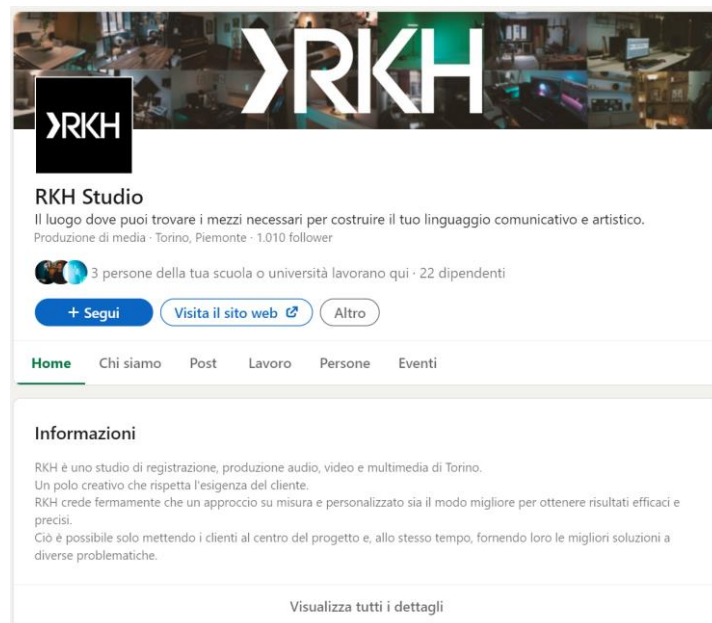 RKH
RKH
RKH Studio
Il luogo dove puoi trovare i mezzi necessari per costruire il tuo linguaggio comunicativo e artistico.
Produzione di media · Torino, Piemonte · 1.010 follower
3 persone della tua scuola o università lavorano qui · 22 dipendenti
+ Segui Visita il sito web Altro
Home Chi siamo Post Lavoro Persone Eventi
Informazioni
RKH è uno studio di registrazione, produzione audio, video e multimedia di Torino.
Un polo creativo che rispetta l'esigenza del cliente.
RKH crede fermamente che un approccio su misura e personalizzato sia il modo migliore per ottenere risultati efficaci e
precisi.
Ciò è possibile solo mettendo i clienti al centro del progetto e, allo stesso tempo, fornendo loro le migliori soluzioni a
diverse problematiche.
Visualizza tutti i dettagli